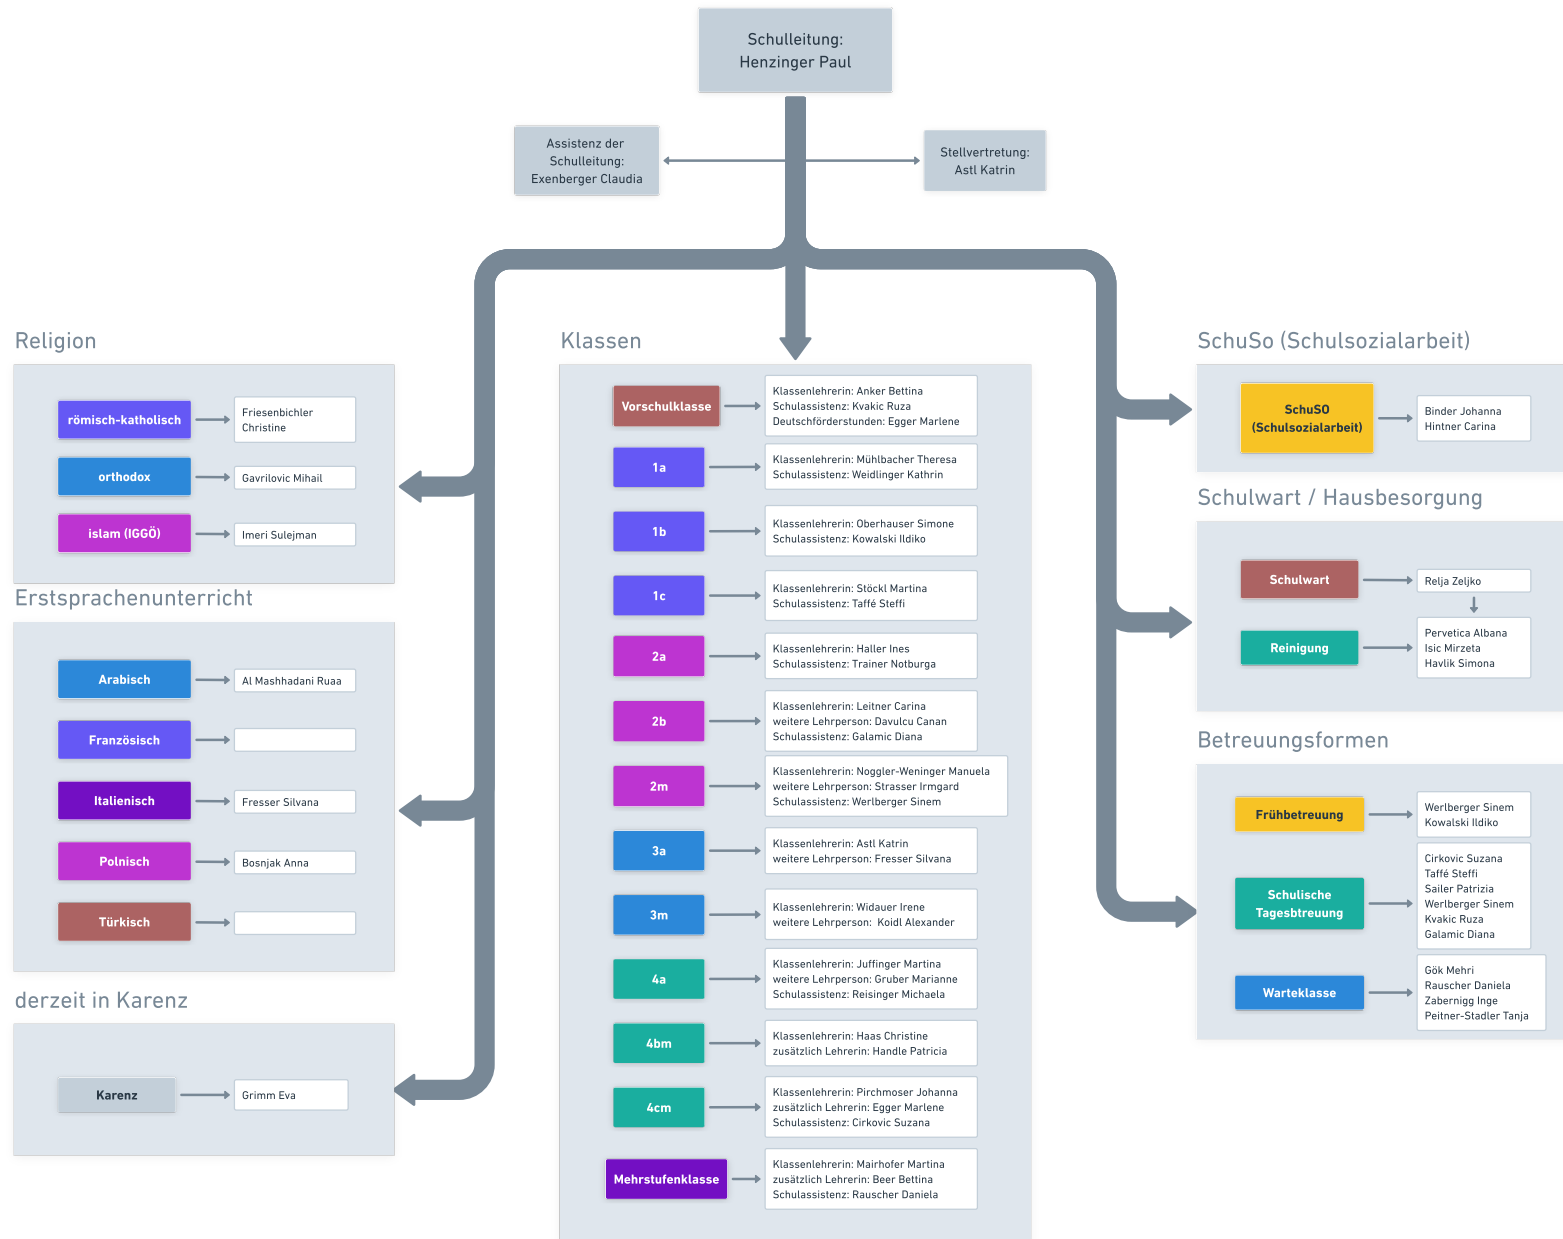 Schulleitung:
Henzinger Paul
Assistenz der
Schulleitung:
Exenberger Claudia
Stellvertretung:
Astl Katrin
Religion
römisch-katholisch
Friesenbichler
Christine
orthodox
Gavrilovic Mihail
islam (IGGÖ)
Imeri Sulejman
Erstsprachenunterricht
Arabisch
Al Mashhadani Ruaa
Französisch
Italienisch
Fresser Silvana
Polnisch
Bosnjak Anna
Türkisch
derzeit in Karenz
Karenz
Grimm Eva
Klassen
Vorschulklasse
Klassenlehrerin: Anker Bettina
Schulassistenz: Kvakic Ruza
Deutschförderstunden: Egger Marlene
1a
Klassenlehrerin: Mühlbacher Theresa
Schulassistenz: Weidlinger Kathrin
1b
Klassenlehrerin: Oberhauser Simone
Schulassistenz: Kowalski Ildiko
1c
Klassenlehrerin: Stöckl Martina
Schulassistenz: Taffé Steffi
2a
Klassenlehrerin: Haller Ines
Schulassistenz: Trainer Notburga
2b
Klassenlehrerin: Leitner Carina
weitere Lehrperson: Davulcu Canan
Schulassistenz: Galamic Diana
2m
Klassenlehrerin: Noggler-Weninger Manuela
weitere Lehrperson: Strasser Irmgard
Schulassistenz: Werlberger Sinem
3a
Klassenlehrerin: Astl Katrin
weitere Lehrperson: Fresser Silvana
3m
Klassenlehrerin: Widauer Irene
weitere Lehrperson: Koidl Alexander
4a
Klassenlehrerin: Juffinger Martina
weitere Lehrperson: Gruber Marianne
Schulassistenz: Reisinger Michaela
4bm
Klassenlehrerin: Haas Christine
zusätzlich Lehrerin: Handle Patricia
4cm
Klassenlehrerin: Pirchmoser Johanna
zusätzlich Lehrerin: Egger Marlene
Schulassistenz: Cirkovic Suzana
Mehrstufenklasse
Klassenlehrerin: Mairhofer Martina
zusätzlich Lehrerin: Beer Bettina
Schulassistenz: Rauscher Daniela
SchuSo (Schulsozialarbeit)
SchuSO
(Schulsozialarbeit)
Binder Johanna
Hintner Carina
Schulwart / Hausbesorgung
Schulwart
Relja Zeljko
Reinigung
Pervetica Albana
Isic Mirzeta
Havlik Simona
Betreuungsformen
Frühbetreuung
Werlberger Sinem
Kowalski Ildiko
Schulische
Tagesbtreuung
Cirkovic Suzana
Taffé Steffi
Sailer Patrizia
Werlberger Sinem
Kvakic Ruza
Galamic Diana
Warteklasse
Gök Mehri
Rauscher Daniela
Zabernigg Inge
Peitner-Stadler Tanja